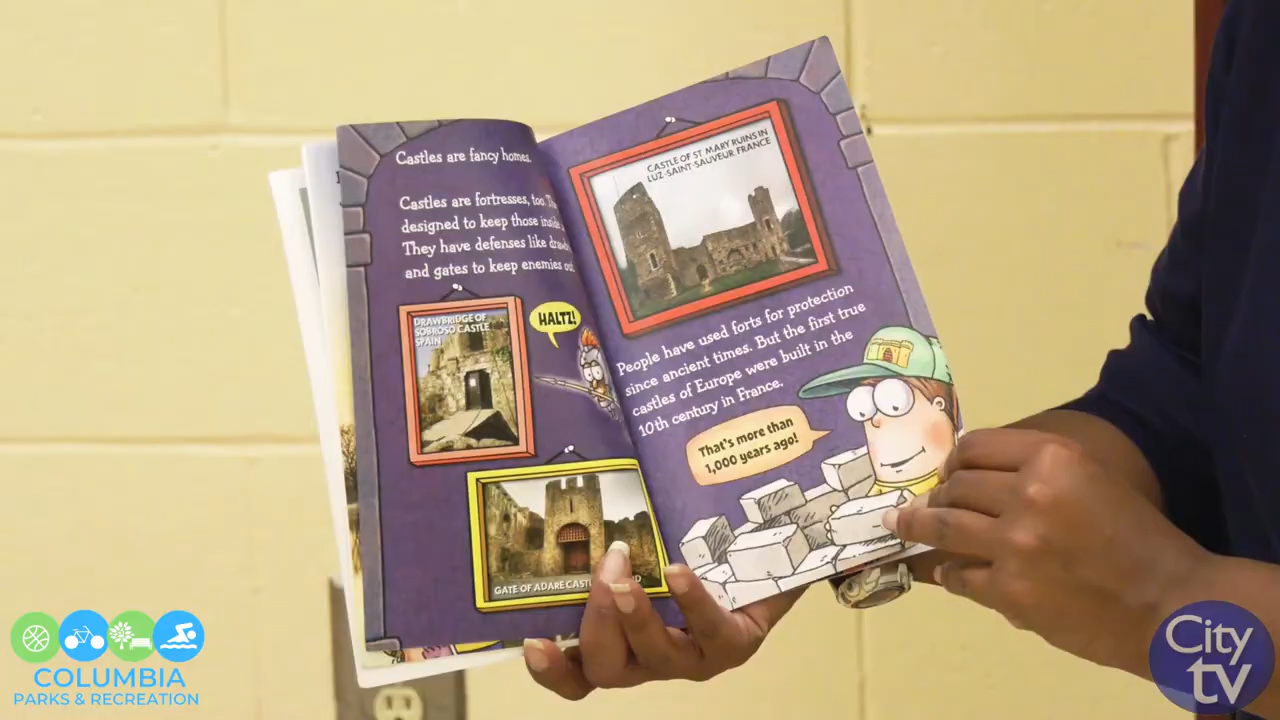 Castles are fancy homes.
Castles are fortresses, too.
designed to keep those
They have defenses like
and gates to keep enemies
DRAWBRIDGE OF
SOBROSO CASTLE
SPAIN
HALTZ!
GATE OF ADARE
CASTLE OF ST MARY RUINS IN
LUZ-SAINT-SAUVEUR, FRANCE
People have used forts for protection
since ancient times. But the first true
castles of Europe were built in the
10th century in France.
That's more than
1,000 years ago!
COLUMBIA
PARKS & RECREATION
City
tv